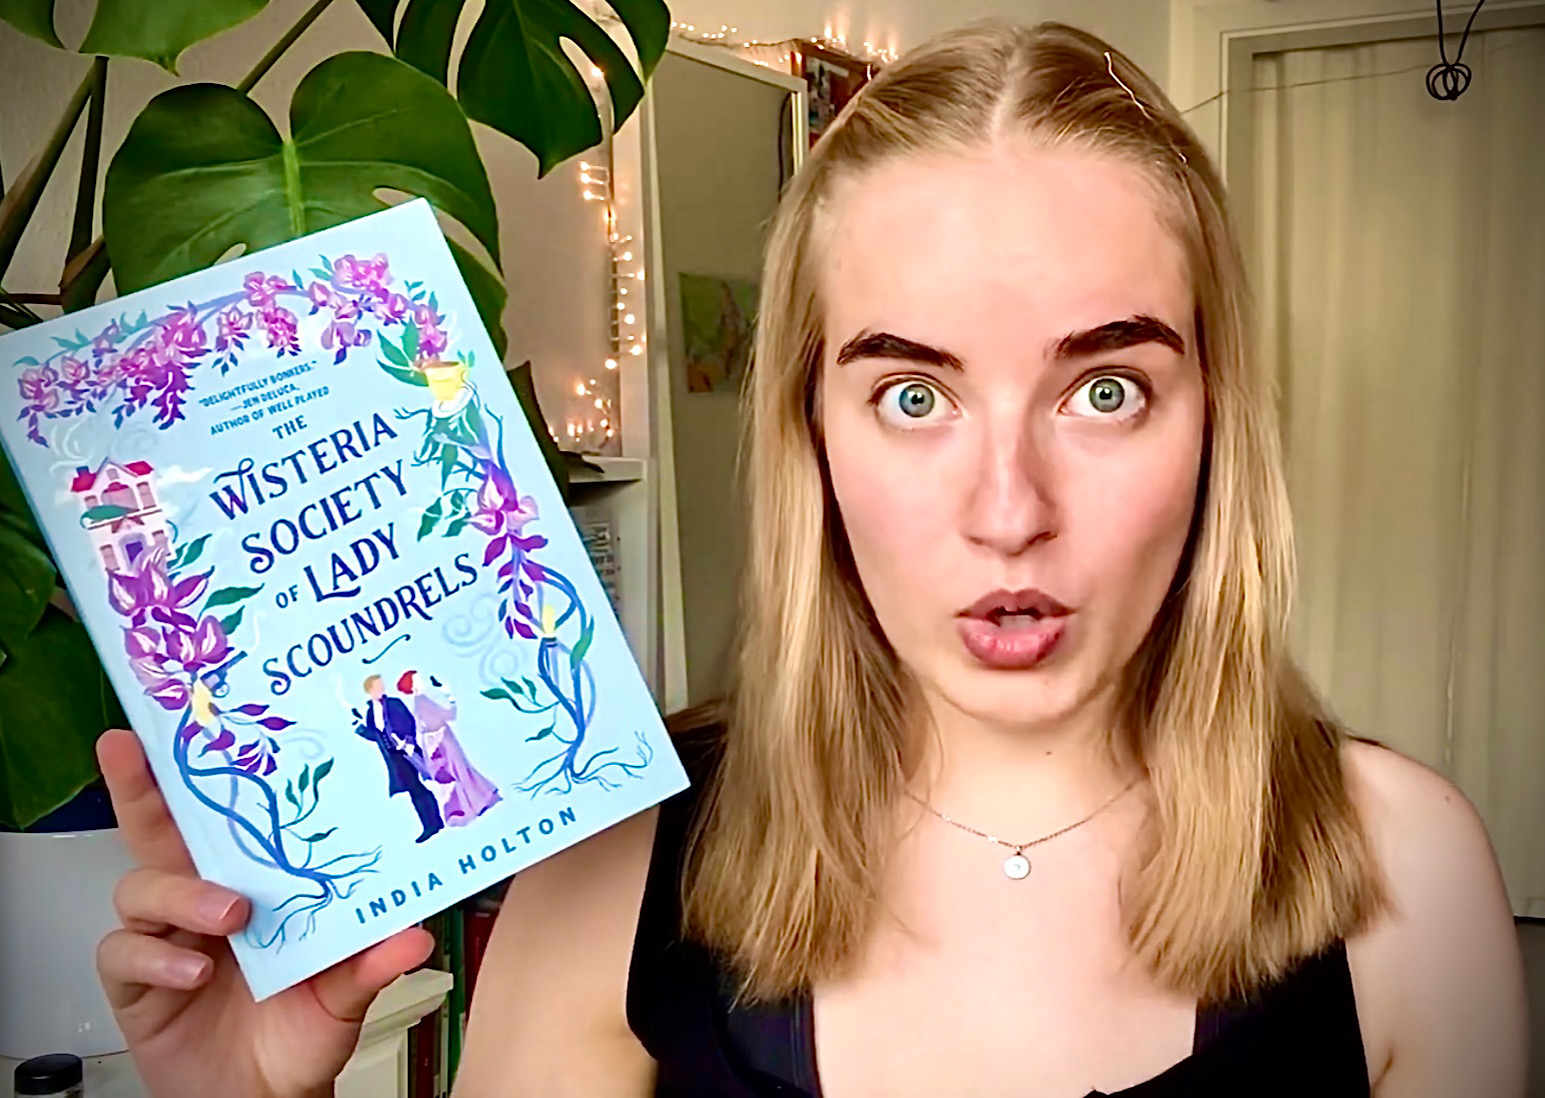 "DELIGHTFULLY BONKERS."
—JEN DELUCA,
AUTHOR OF WELL PLAYED
THE
WISTERIA
SOCIETY
OF LADY
SCOUNDRELS
INDIA HOLTON